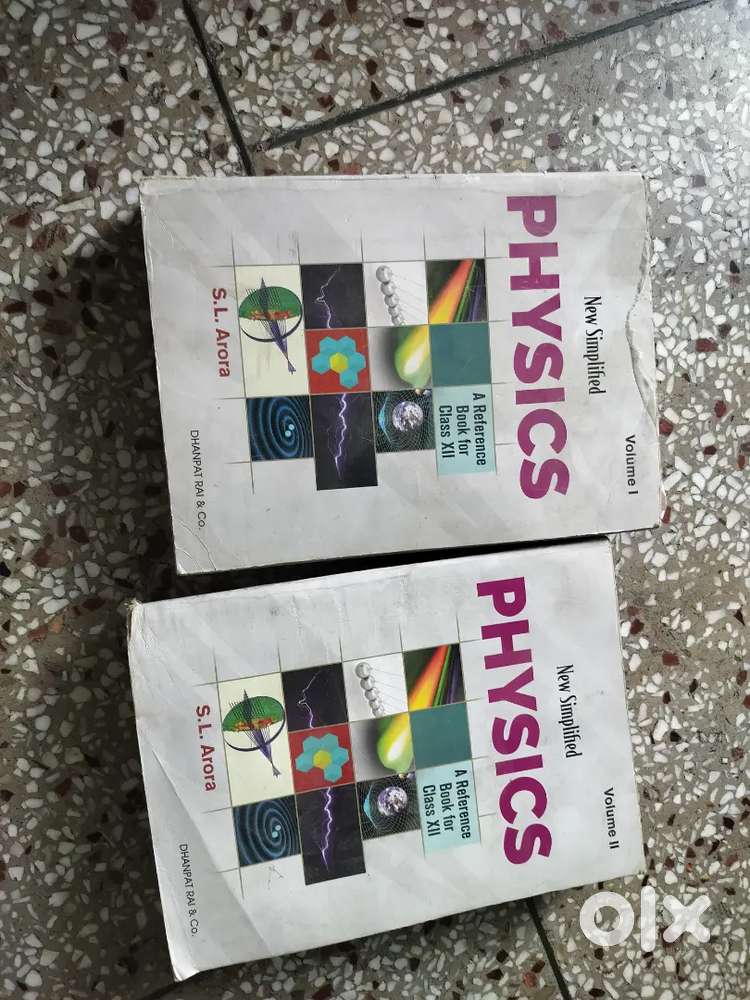 Volume I
New Simplified
PHYSICS
A Reference
Book for
Class XII
S.L. Arora
DHANPAT RAI & Co.
Volume II
New Simplified
PHYSICS
A Reference
Book for
Class XII
S.L. Arora
DHANPAT RAI & Co.
olx